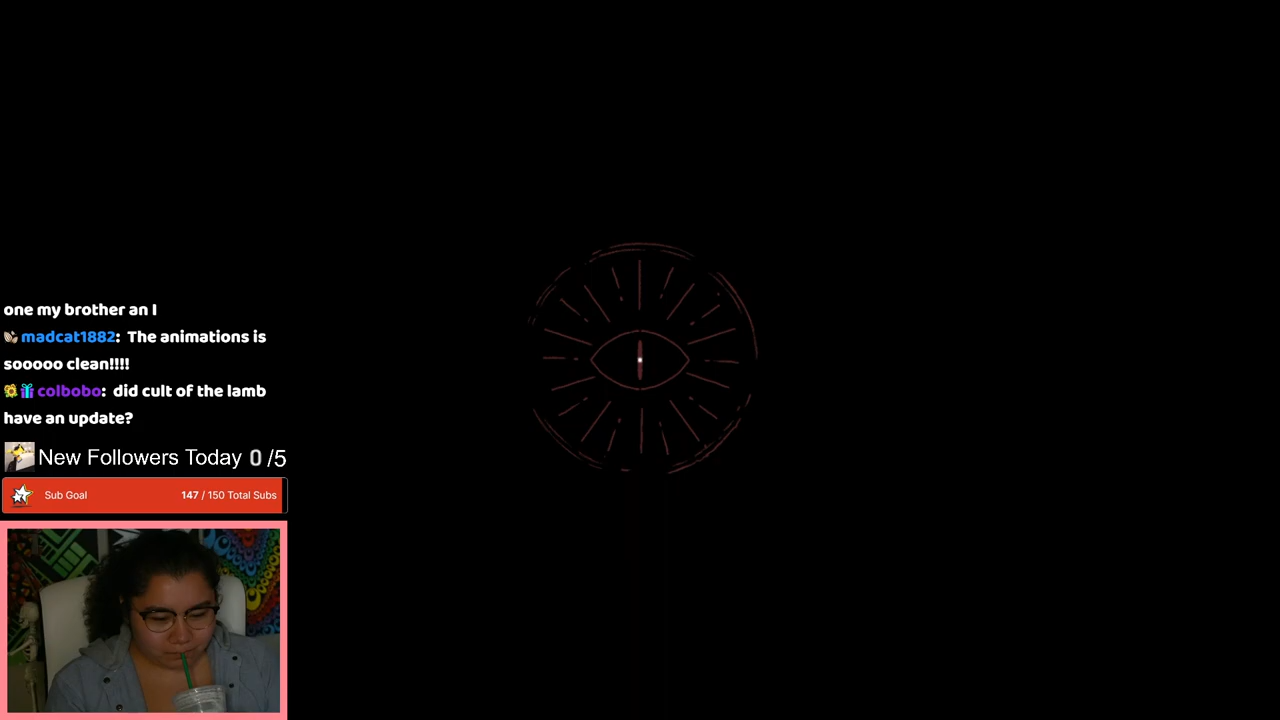 one my brother an I
madcat1882: The animations is
sooooo clean!!!!
colbobo: did cult of the lamb
have an update?
New Followers Today 0 /5
Sub Goal 147 / 150 Total Subs